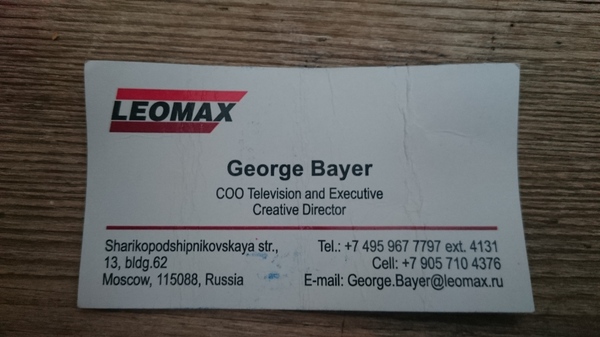 LEOMAX
George Bayer
COO Television and Executive
Creative Director
Sharikopodshipnikovskaya str.,
13, bldg.62
Moscow, 115088, Russia
Tel.: +7 495 967 7797 ext. 4131
Cell: +7 905 710 4376
E-mail: George.Bayer@leomax.ru